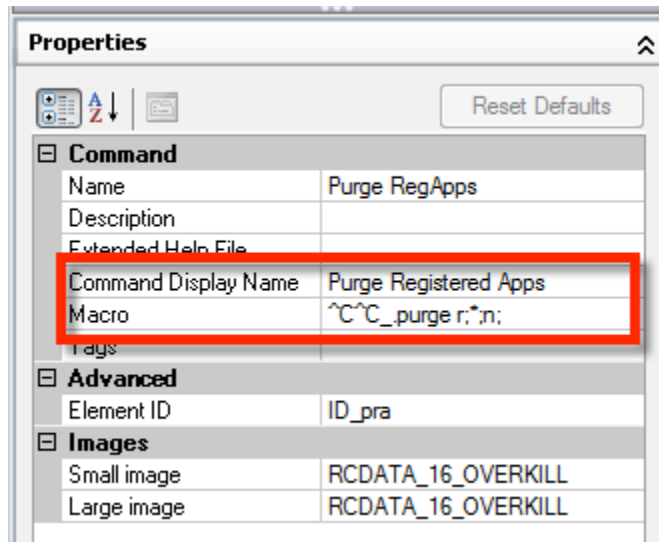 Properties
Reset Defaults
Command
Name Purge RegApps
Description
Extended Help File
Command Display Name Purge Registered Apps
Macro ^C^C_.purge r;*;n;
Tags
Advanced
Element ID ID_pra
Images
Small image RCDATA_16_OVERKILL
Large image RCDATA_16_OVERKILL